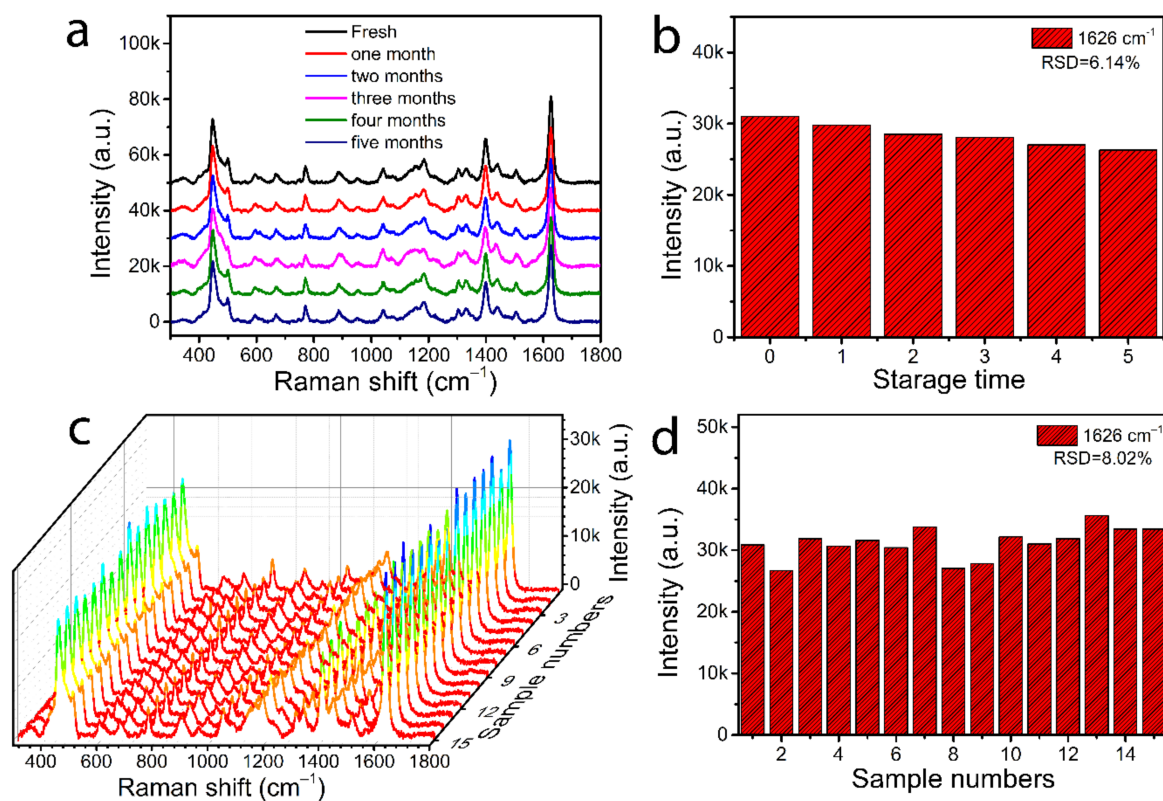 a
Fresh
one month
two months
three months
four months
five months
100k
80k
60k
40k
20k
0
Intensity (a.u.)
400 600 800 1000 1200 1400 1600 1800
Raman shift (cm⁻¹)
b
1626 cm⁻¹
RSD=6.14%
40k
30k
20k
10k
0
Intensity (a.u.)
0 1 2 3 4 5
Starage time
c
30k
20k
10k
0
Intensity (a.u.)
3
6
9
12
15
Sample numbers
400 600 800 1000 1200 1400 1600 1800
Raman shift (cm⁻¹)
d
1626 cm⁻¹
RSD=8.02%
50k
40k
30k
20k
10k
0
Intensity (a.u.)
2 4 6 8 10 12 14
Sample numbers